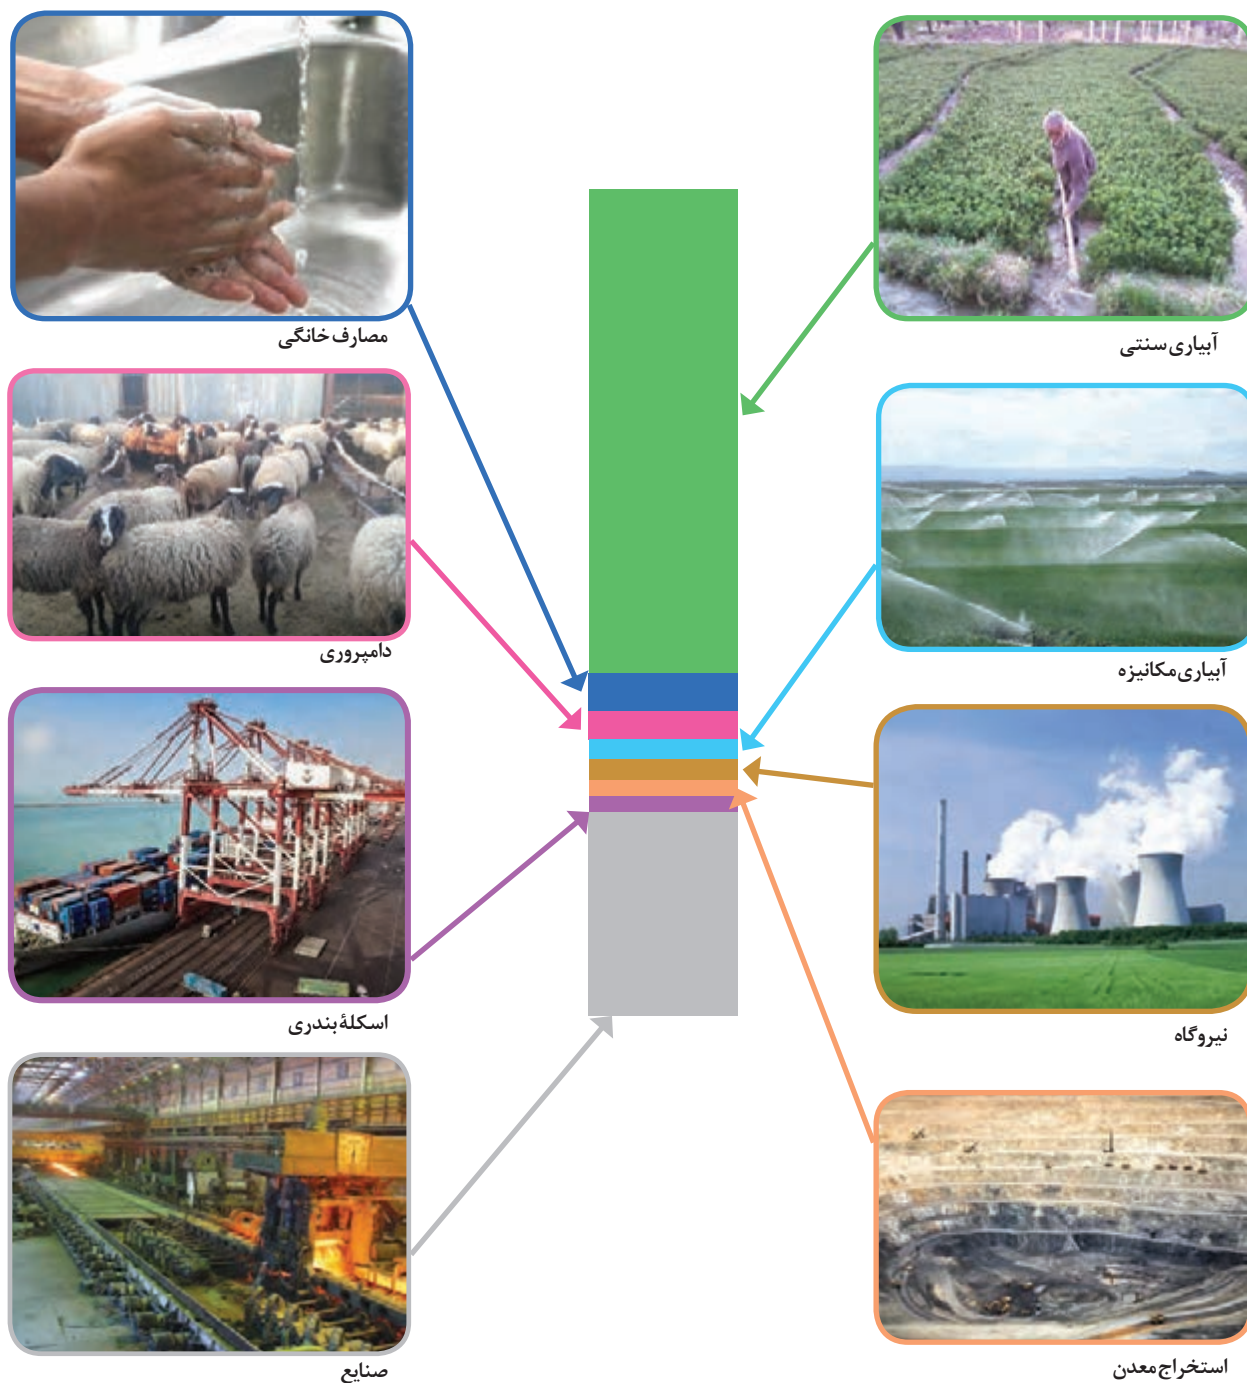 آبیاری سنتی
مصارف خانگی
آبیاری مکانیزه
دامپروری
نیروگاه
اسکلهٔ بندری
استخراج معدن
صنایع